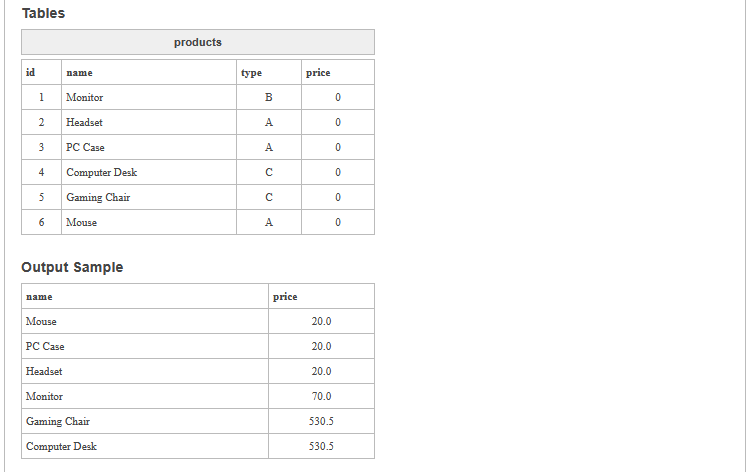 Tables
products
id name type price
1 Monitor B 0
2 Headset A 0
3 PC Case A 0
4 Computer Desk C 0
5 Gaming Chair C 0
6 Mouse A 0
Output Sample
name price
Mouse 20.0
PC Case 20.0
Headset 20.0
Monitor 70.0
Gaming Chair 530.5
Computer Desk 530.5